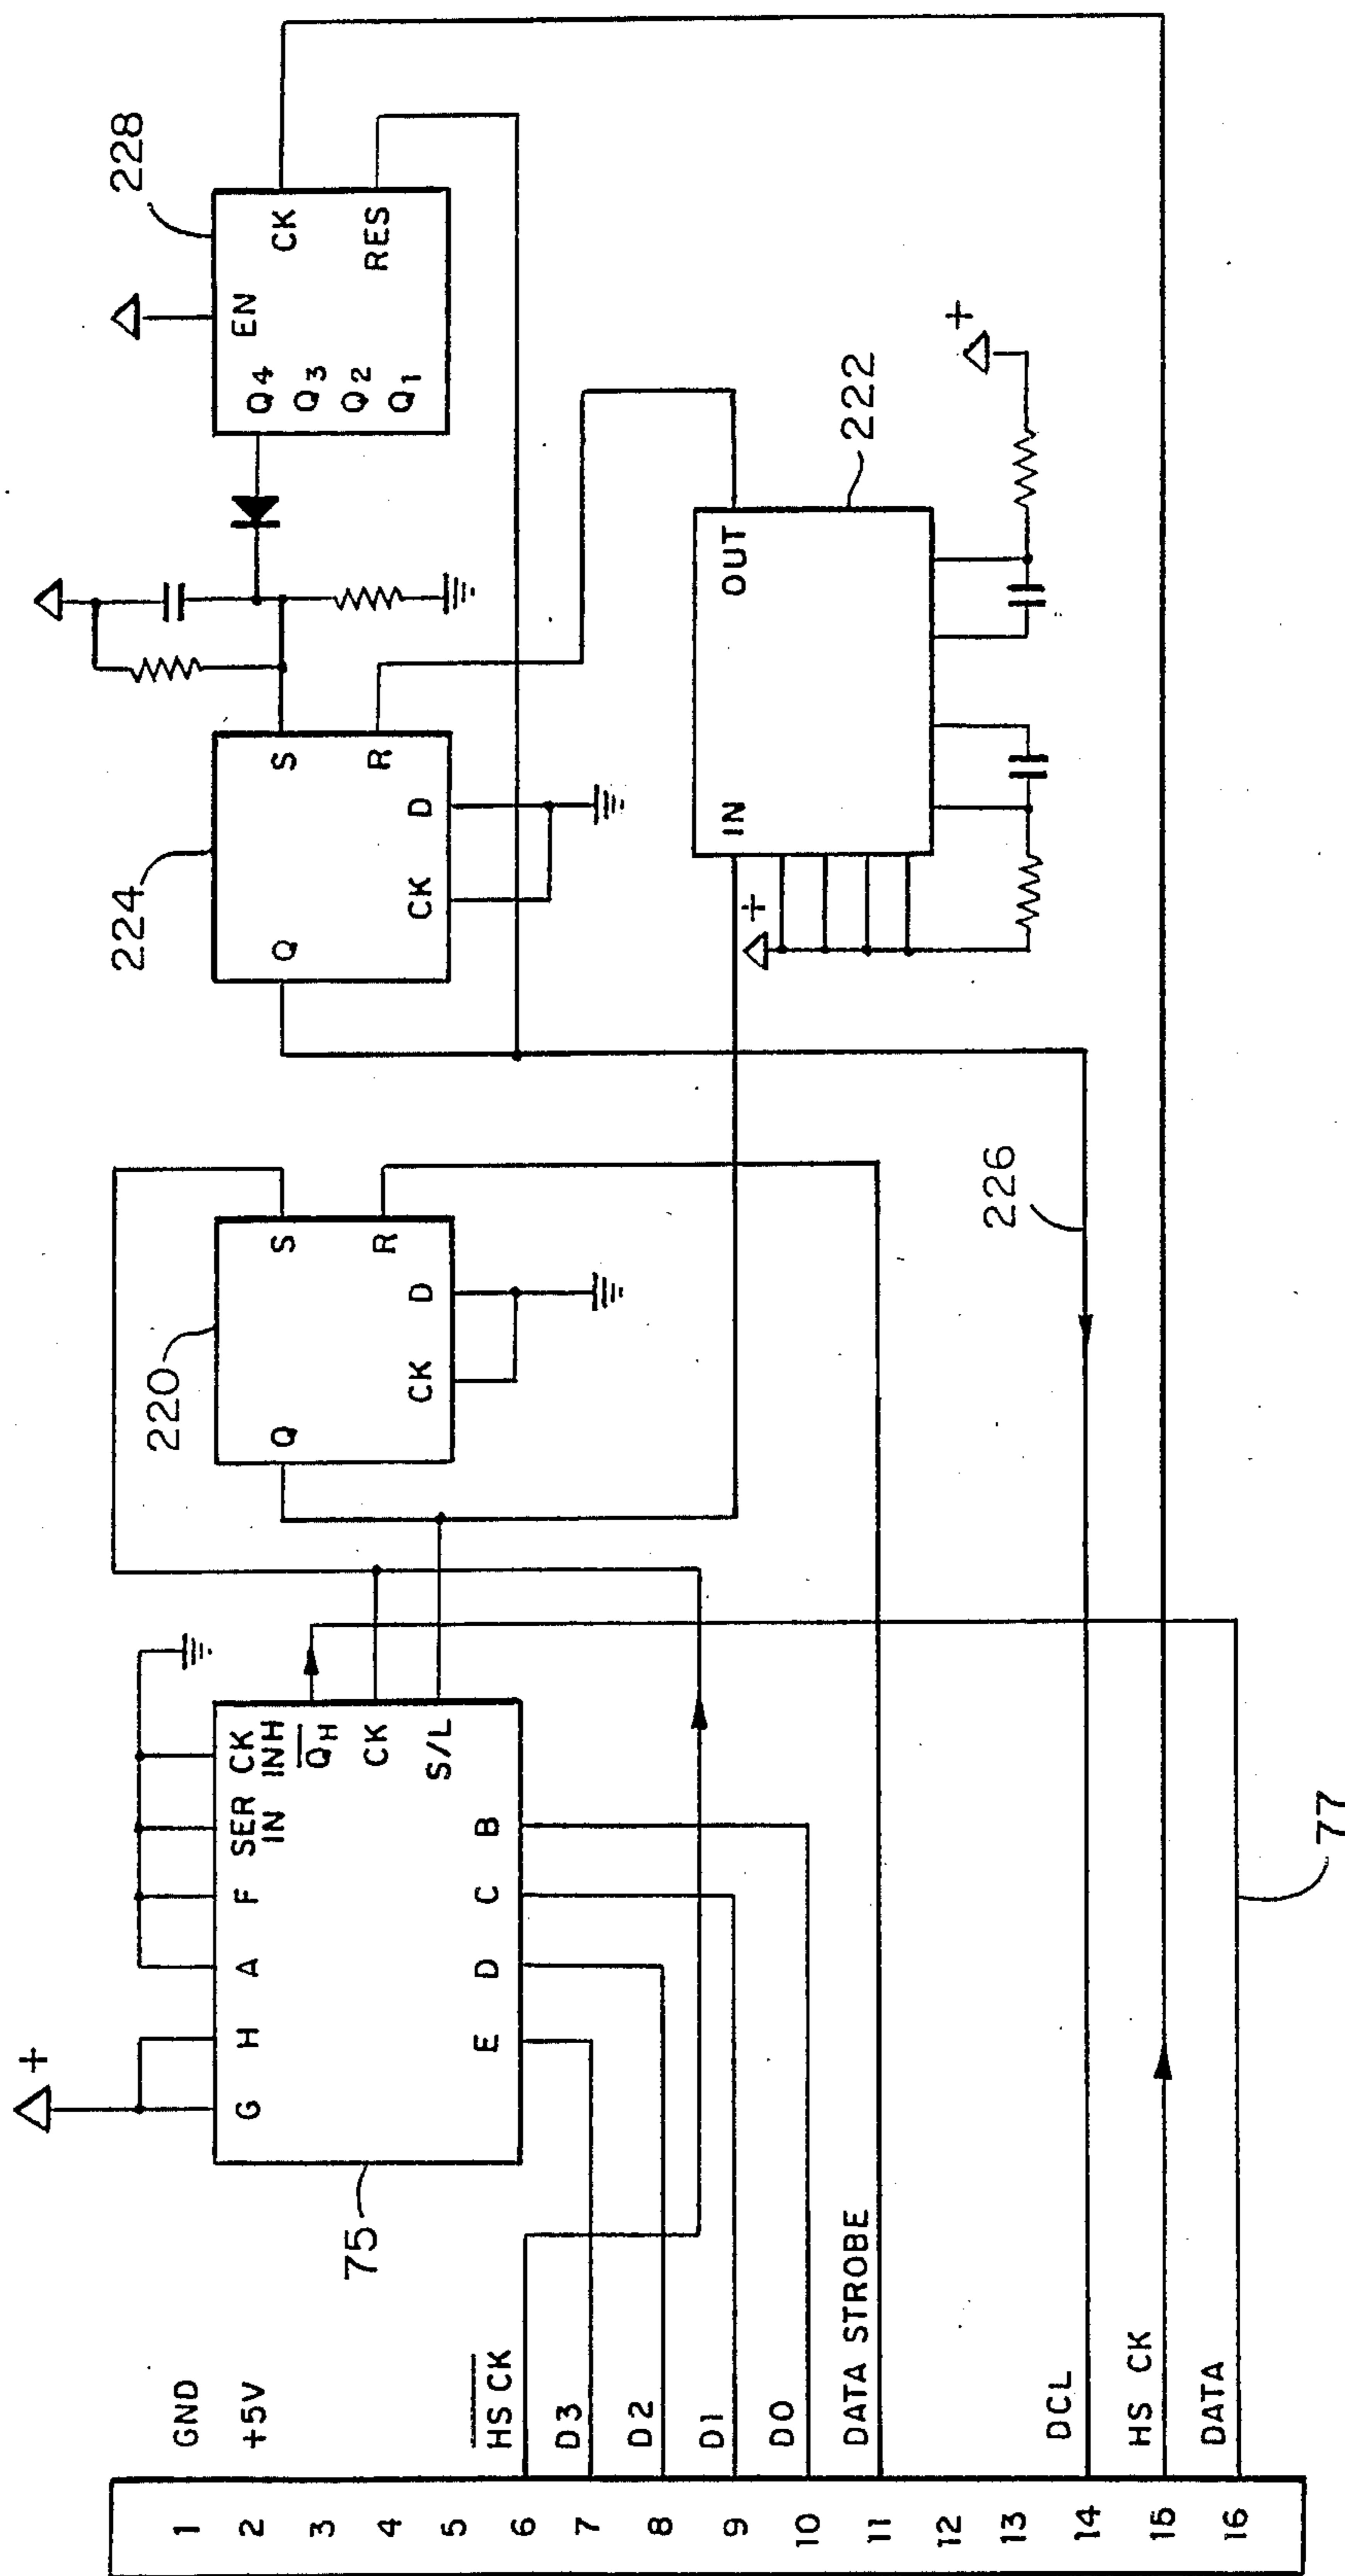 1
2
3
4
5
6
7
8
9
10
11
12
13
14
15
16
GND
+5V
HS CK
D3
D2
D1
D0
DATA STROBE
DCL
HS CK
DATA
77
75
+
G
H
A
F
SER IN
CK INH
QH
CK
S/L
E
D
C
B
220
Q
S
R
CK
D
226
224
Q
S
R
CK
D
222
IN
OUT
+
+
228
EN
CK
RES
Q4
Q3
Q2
Q1